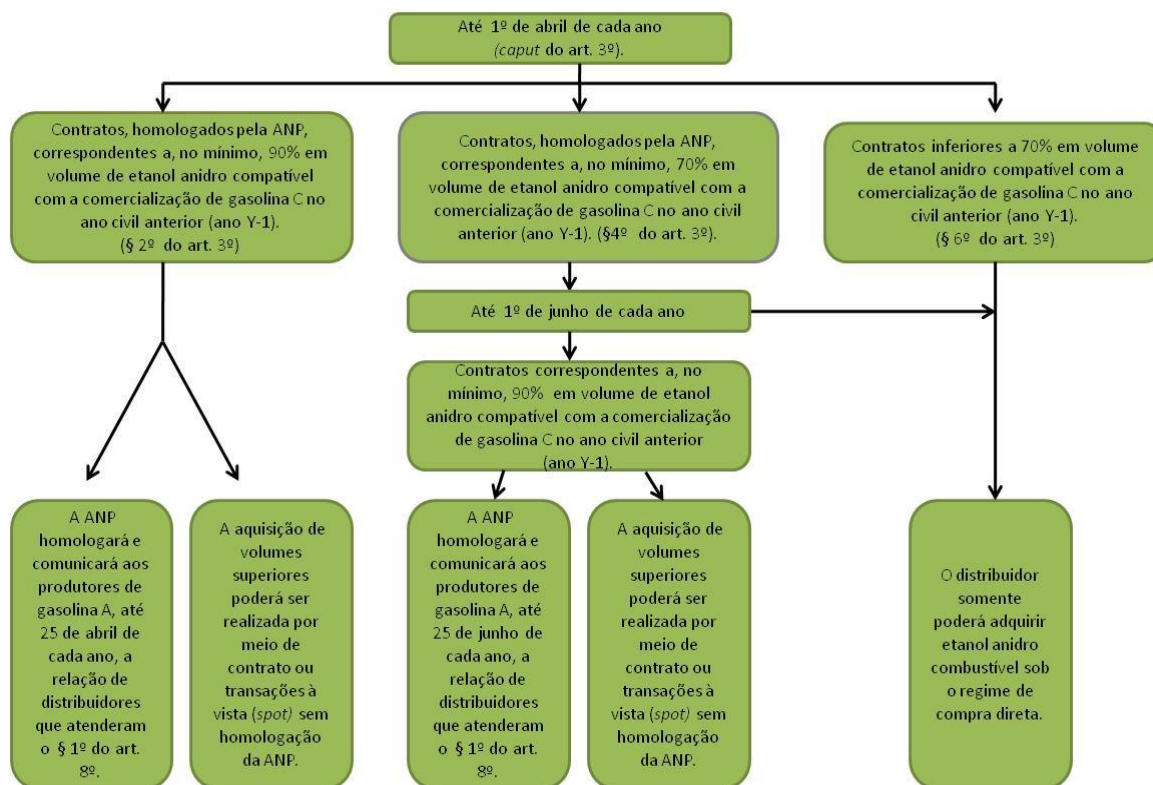 Até 1º de abril de cada ano
(caput do art. 3º).
Contratos, homologados pela ANP,
correspondentes a, no mínimo, 90% em
volume de etanol anidro compatível
com a comercialização de gasolina C no
ano civil anterior (ano Y-1).
(§ 2º do art. 3º)
Contratos, homologados pela ANP,
correspondentes a, no mínimo, 70% em
volume de etanol anidro compatível com a
comercialização de gasolina C no ano
civil anterior (ano Y-1). (§4º do art. 3º).
Contratos inferiores a 70% em volume
de etanol anidro compatível com a
comercialização de gasolina C no ano
civil anterior (ano Y-1).
(§ 6º do art. 3º)
Até 1º de junho de cada ano
Contratos correspondentes a, no
mínimo, 90% em volume de etanol
anidro compatível com a comercialização
de gasolina C no ano civil anterior
(ano Y-1).
A ANP
homologará e
comunicará aos
produtores de
gasolina A, até
25 de abril de
cada ano, a
relação de
distribuidores
que atenderam
o § 1º do art.
8º.
A aquisição de
volumes
superiores
poderá ser
realizada por
meio de
contrato ou
transações à
vista (spot) sem
homologação
da ANP.
A ANP
homologará e
comunicará aos
produtores de
gasolina A, até
25 de junho de
cada ano, a
relação de
distribuidores
que atenderam
o § 1º do art.
8º.
A aquisição de
volumes
superiores
poderá ser
realizada por
meio de
contrato ou
transações à
vista (spot) sem
homologação
da ANP.
O distribuidor
somente
poderá adquirir
etanol anidro
combustível sob
o regime de
compra direta.